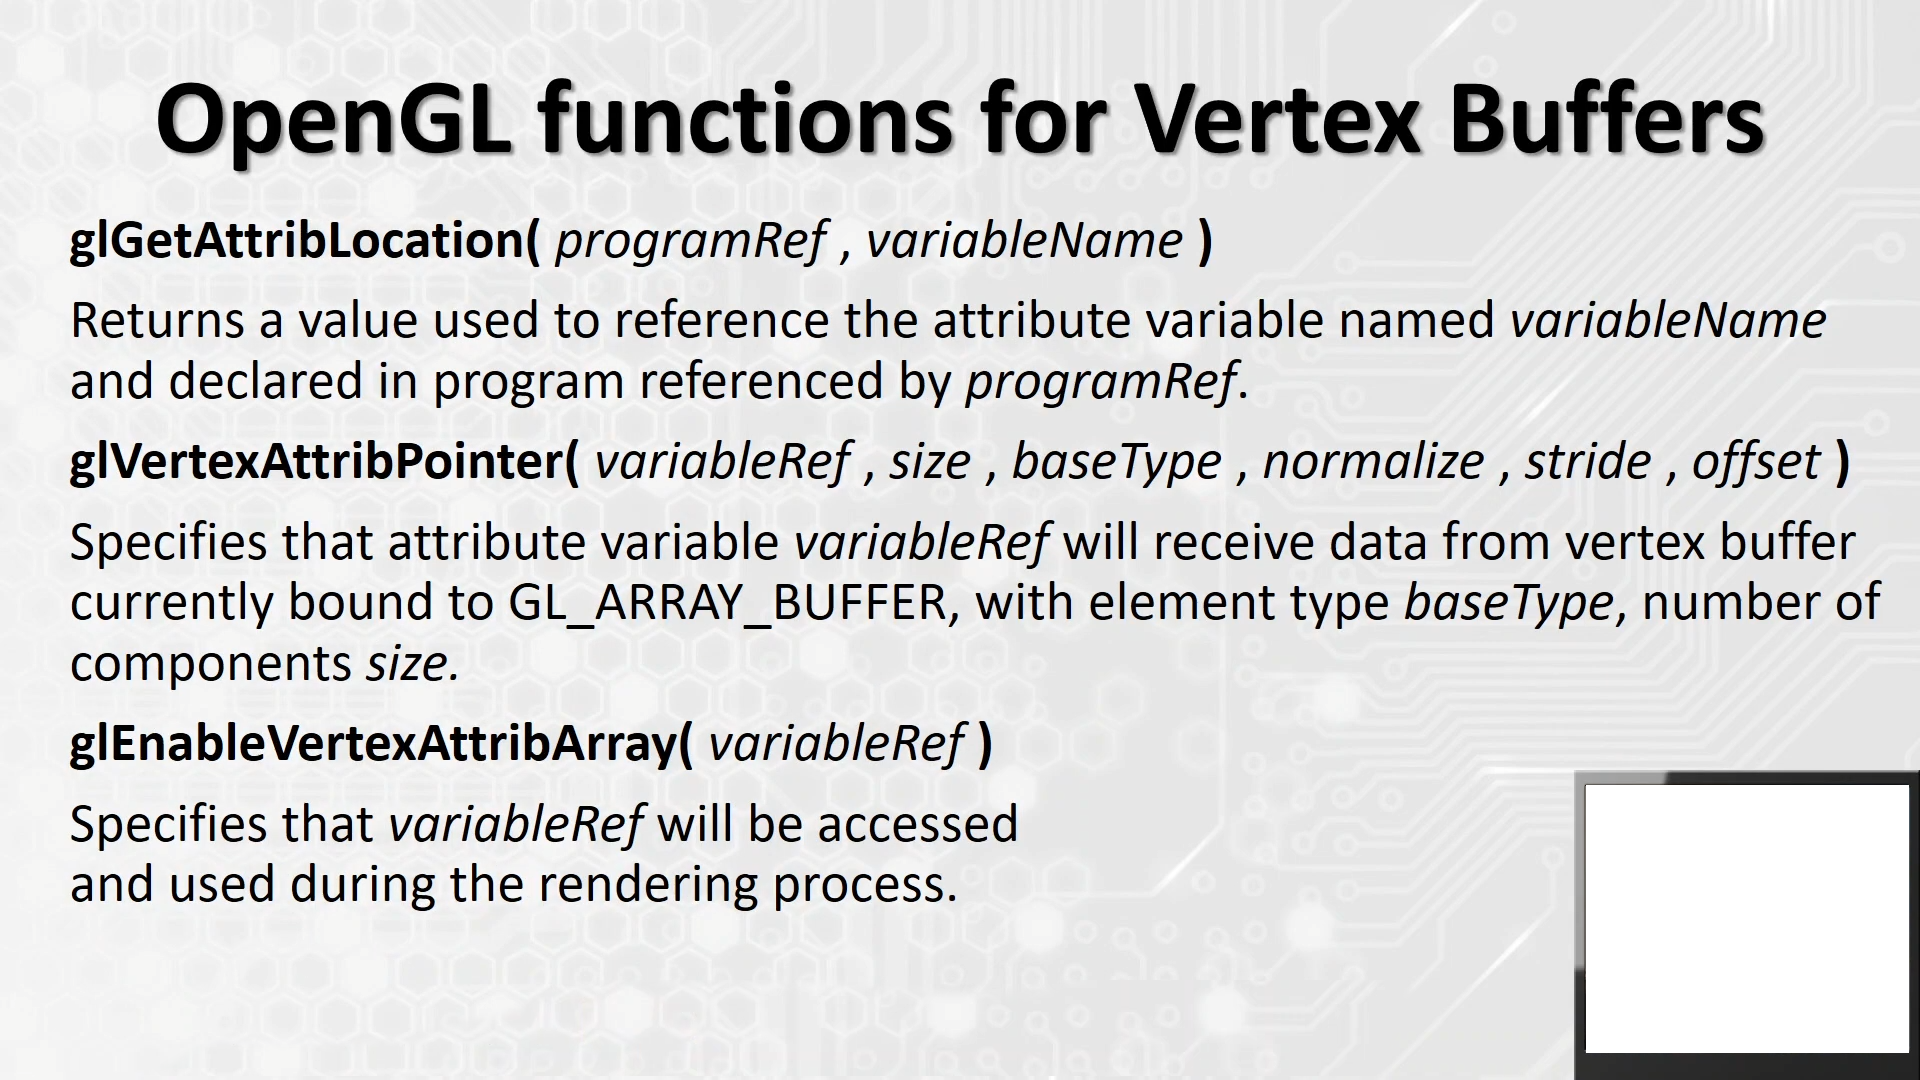 OpenGL functions for Vertex Buffers
glGetAttribLocation( programRef , variableName )
Returns a value used to reference the attribute variable named variableName
and declared in program referenced by programRef.
glVertexAttribPointer( variableRef , size , baseType , normalize , stride , offset )
Specifies that attribute variable variableRef will receive data from vertex buffer
currently bound to GL_ARRAY_BUFFER, with element type baseType, number of
components size.
glEnableVertexAttribArray( variableRef )
Specifies that variableRef will be accessed
and used during the rendering process.